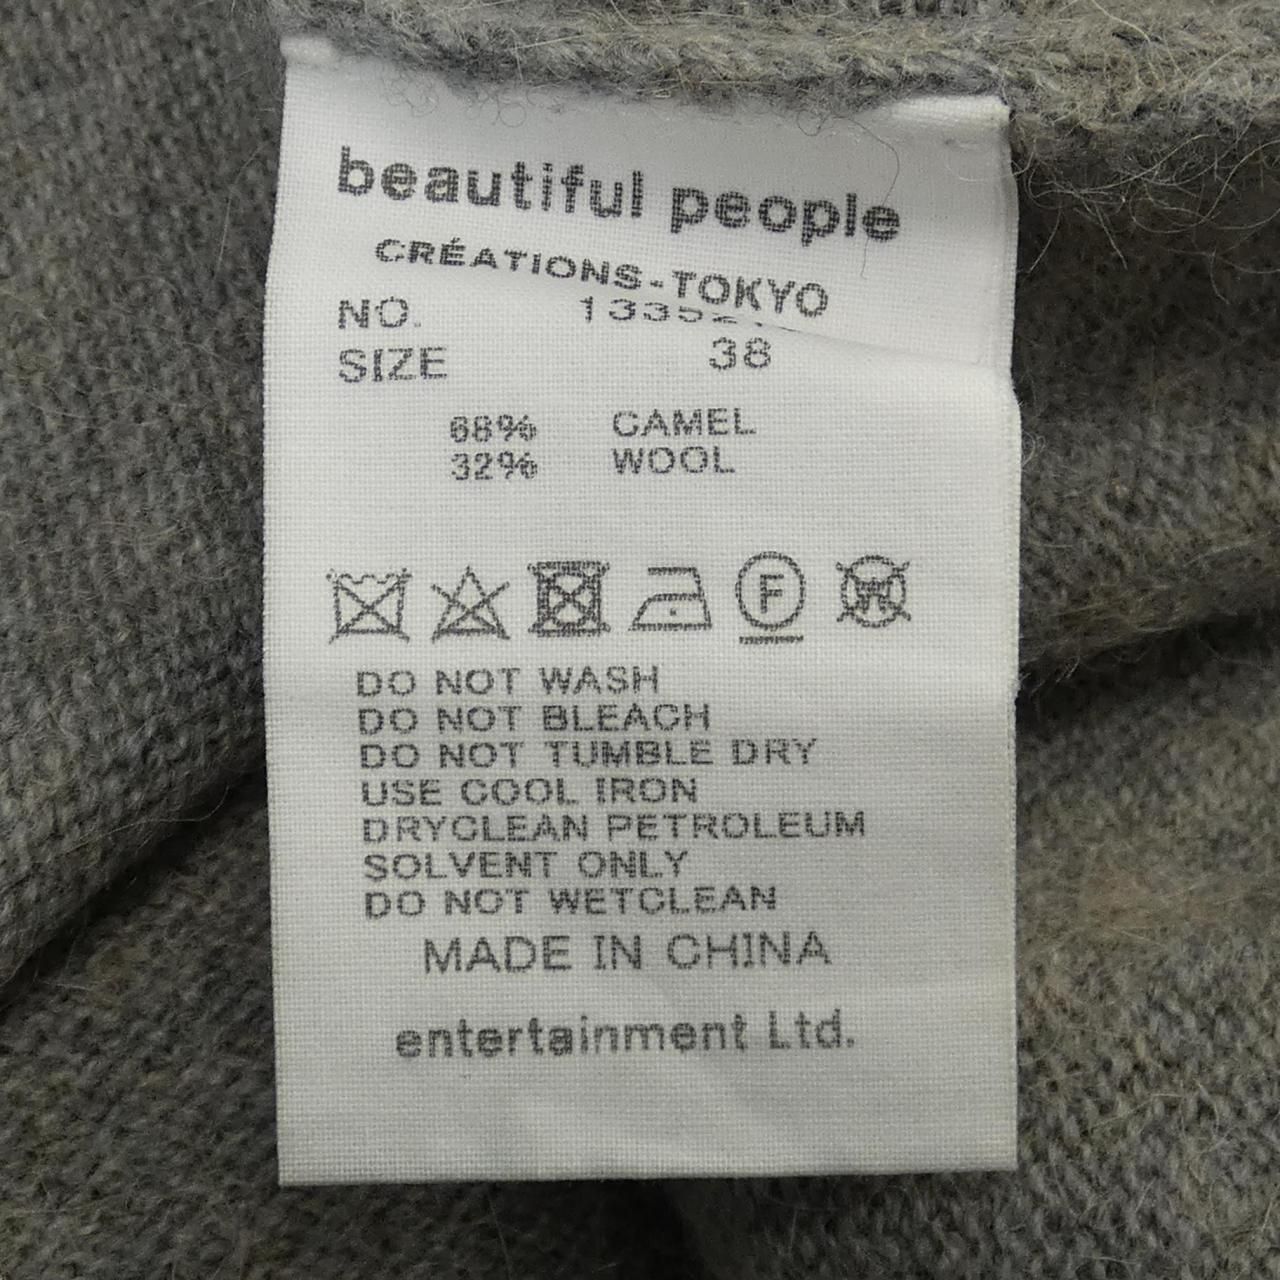 beautiful people
CRÉATIONS-TOKYO
NO.
SIZE 38
68% CAMEL
32% WOOL
F
W
DO NOT WASH
DO NOT BLEACH
DO NOT TUMBLE DRY
USE COOL IRON
DRYCLEAN PETROLEUM
SOLVENT ONLY
DO NOT WETCLEAN
MADE IN CHINA
entertainment Ltd.